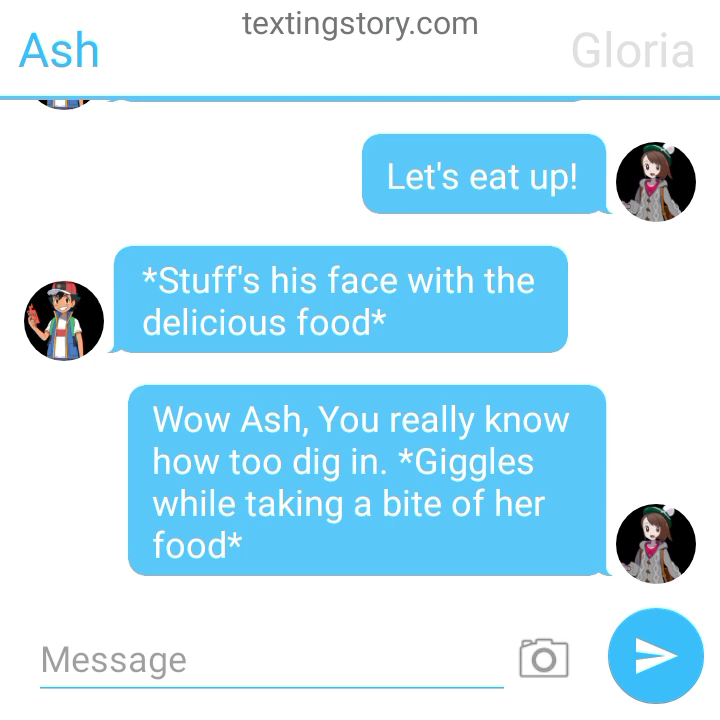 textingstory.com
Ash
Gloria
Let's eat up!
*Stuff's his face with the
delicious food*
Wow Ash, You really know
how too dig in. *Giggles
while taking a bite of her
food*
Message